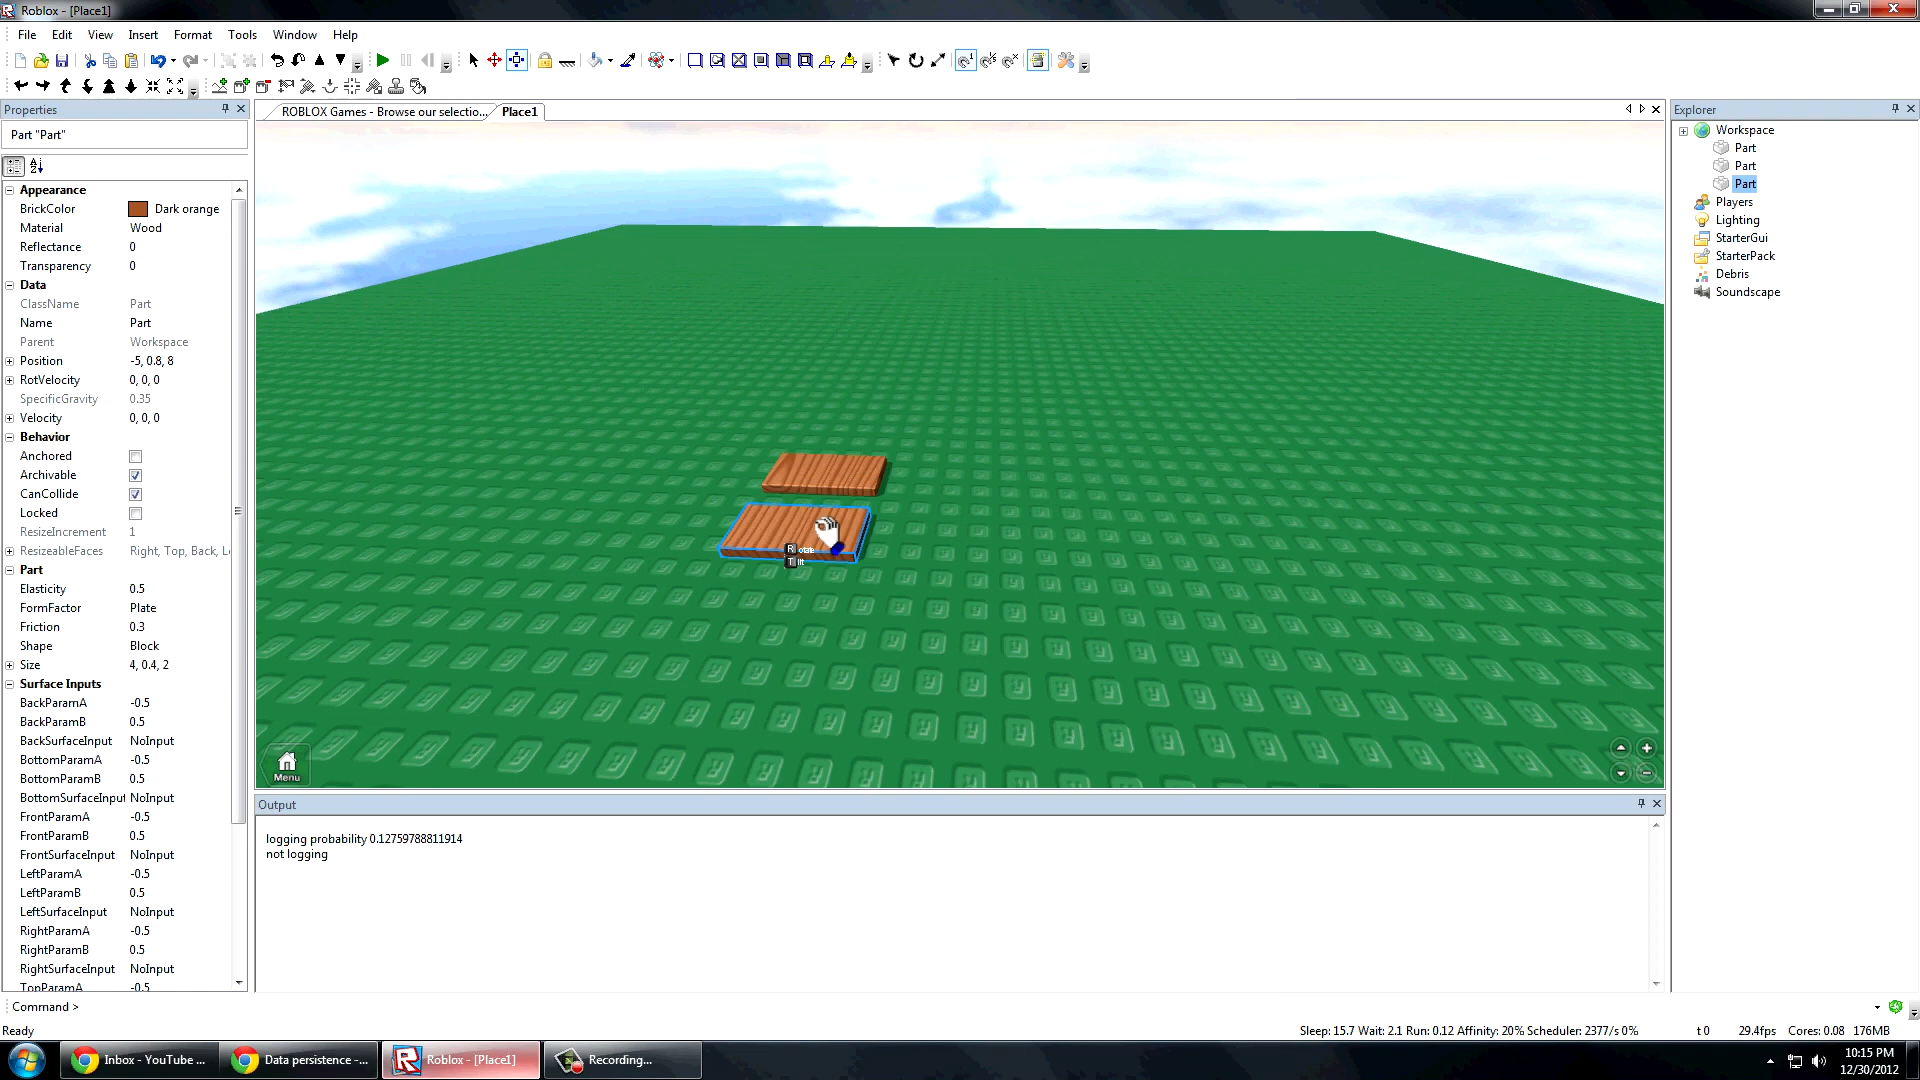 Roblox - [Place1]
File Edit View Insert Format Tools Window Help
Properties
Part "Part"
Appearance
BrickColor Dark orange
Material Wood
Reflectance 0
Transparency 0
Data
ClassName Part
Name Part
Parent Workspace
Position -5, 0.8, 8
RotVelocity 0, 0, 0
SpecificGravity 0.35
Velocity 0, 0, 0
Behavior
Anchored
Archivable
CanCollide
Locked
ResizeIncrement 1
ResizeableFaces Right, Top, Back, L
Part
Elasticity 0.5
FormFactor Plate
Friction 0.3
Shape Block
Size 4, 0.4, 2
Surface Inputs
BackParamA -0.5
BackParamB 0.5
BackSurfaceInput NoInput
BottomParamA -0.5
BottomParamB 0.5
BottomSurfaceInput NoInput
FrontParamA -0.5
FrontParamB 0.5
FrontSurfaceInput NoInput
LeftParamA -0.5
LeftParamB 0.5
LeftSurfaceInput NoInput
RightParamA -0.5
RightParamB 0.5
RightSurfaceInput NoInput
TopParamA -0.5
ROBLOX Games - Browse our selectio... Place1
R otate
T ilt
Menu
Output
logging probability 0.12759788811914
not logging
Explorer
Workspace
Part
Part
Part
Players
Lighting
StarterGui
StarterPack
Debris
Soundscape
Command >
Ready
Sleep: 15.7 Wait: 2.1 Run: 0.12 Affinity: 20% Scheduler: 2377/s 0% t 0 29.4fps Cores: 0.08 176MB
Inbox - YouTube ... Data persistence -... Roblox - [Place1] Recording...
10:15 PM
12/30/2012